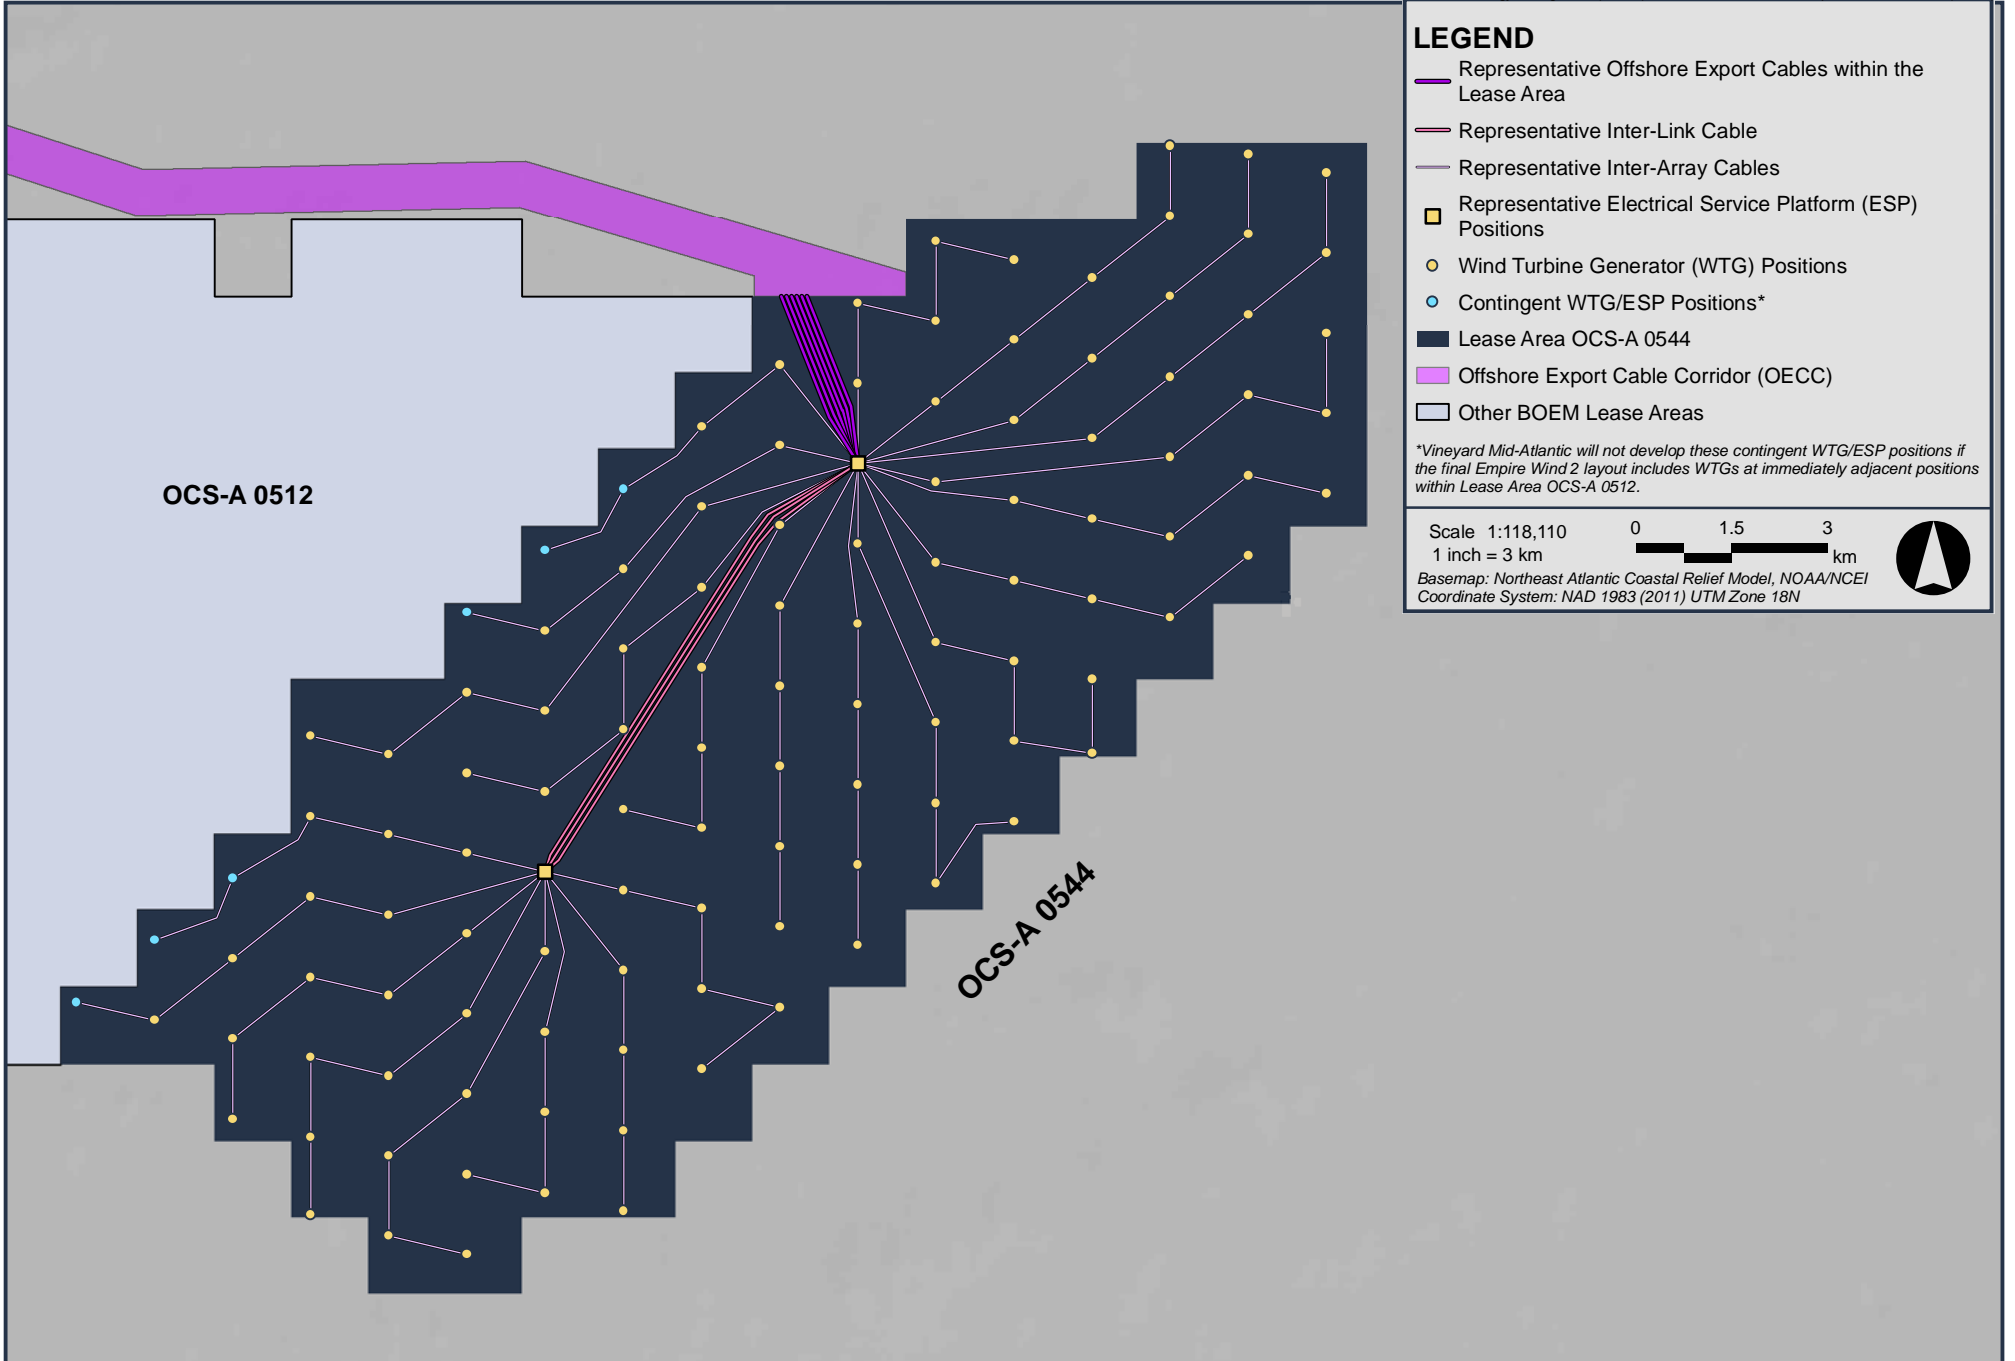 LEGEND
Representative Offshore Export Cables within the
Lease Area
Representative Inter-Link Cable
Representative Inter-Array Cables
Representative Electrical Service Platform (ESP)
Positions
Wind Turbine Generator (WTG) Positions
Contingent WTG/ESP Positions*
Lease Area OCS-A 0544
Offshore Export Cable Corridor (OECC)
Other BOEM Lease Areas
*Vineyard Mid-Atlantic will not develop these contingent WTG/ESP positions if
the final Empire Wind 2 layout includes WTGs at immediately adjacent positions
within Lease Area OCS-A 0512.
Scale 1:118,110
1 inch = 3 km
0 1.5 3
km
Basemap: Northeast Atlantic Coastal Relief Model, NOAA/NCEI
Coordinate System: NAD 1983 (2011) UTM Zone 18N
OCS-A 0512
OCS-A 0544